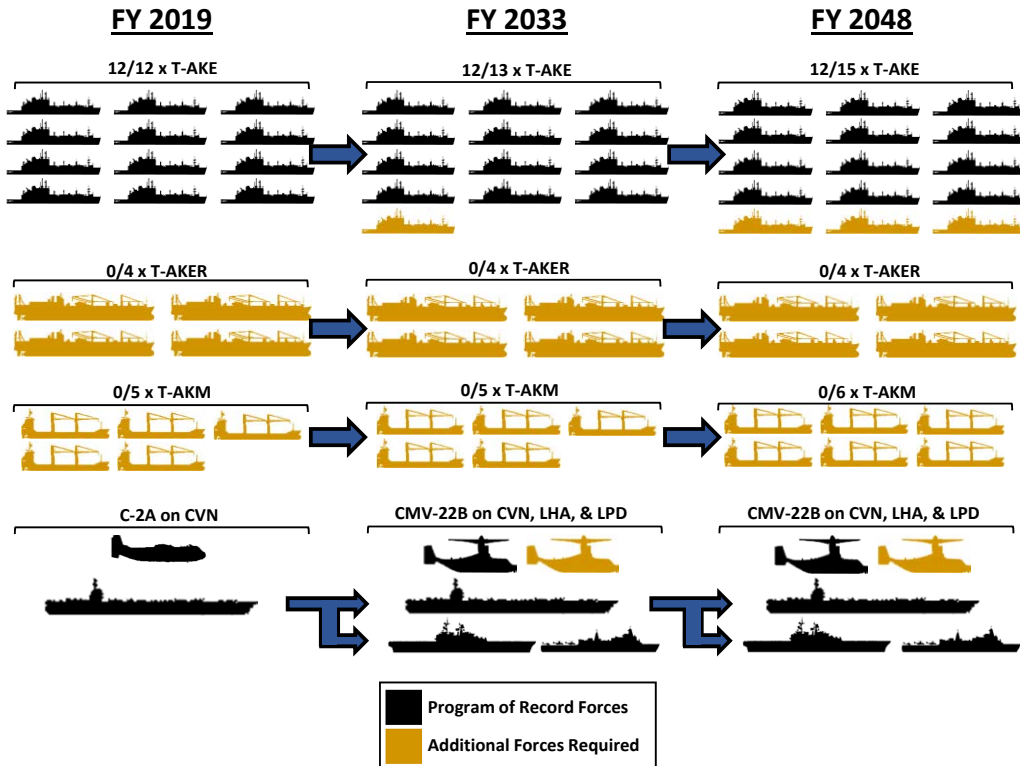 FY 2019
FY 2033
FY 2048
12/12 x T-AKE
12/13 x T-AKE
12/15 x T-AKE
0/4 x T-AKER
0/4 x T-AKER
0/4 x T-AKER
0/5 x T-AKM
0/5 x T-AKM
0/6 x T-AKM
C-2A on CVN
CMV-22B on CVN, LHA, & LPD
CMV-22B on CVN, LHA, & LPD
Program of Record Forces
Additional Forces Required